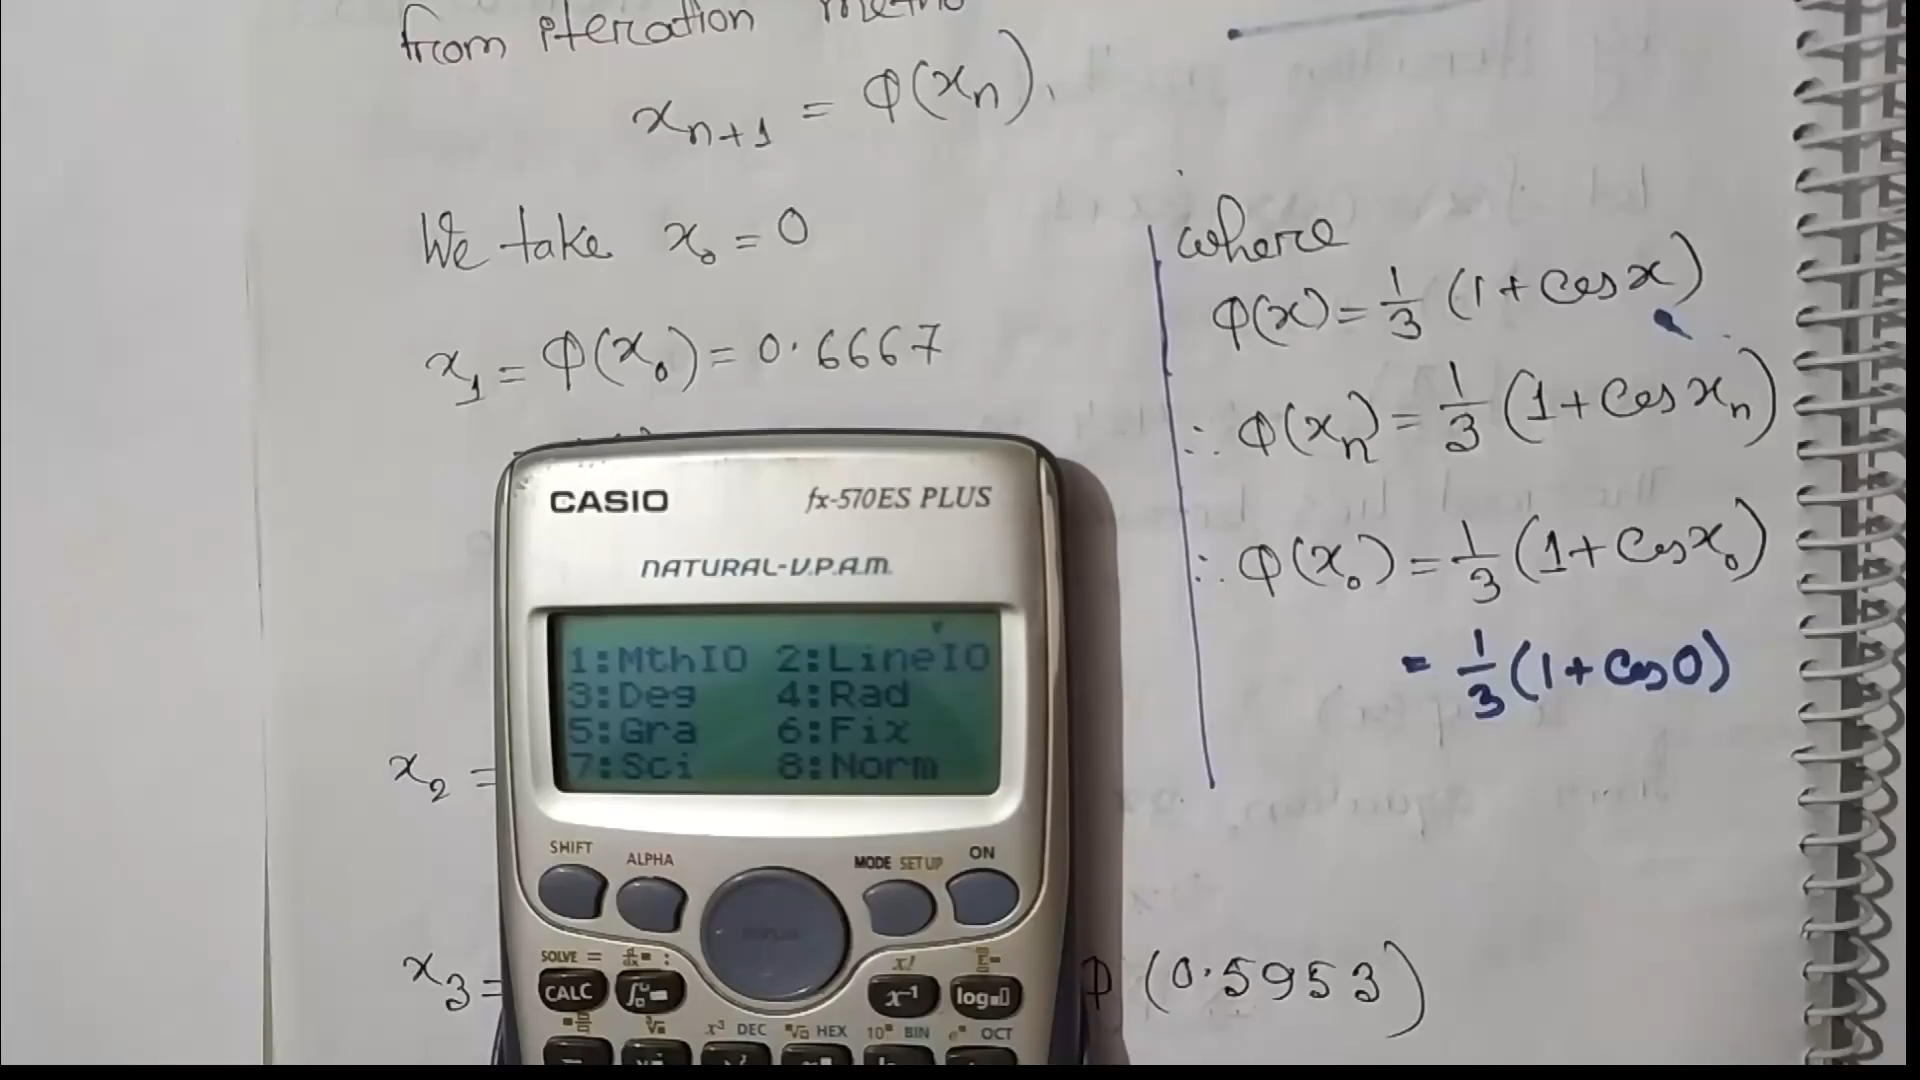 from iteration
xₙ₊₁ = φ(xₙ).
We take x₀ = 0
x₁ = φ(x₀) = 0.6667
x₂ =
x₃ =
φ (0.5953)
where
φ(x) = 1/3 (1 + cos x)
∴ φ(xₙ) = 1/3 (1 + cos xₙ)
∴ φ(x₀) = 1/3 (1 + cos x₀)
= 1/3 (1 + cos 0)
CASIO fx-570ES PLUS
NATURAL-V.P.A.M.
1:MthIO 2:LineIO
3:Deg 4:Rad
5:Gra 6:Fix
7:Sci 8:Norm
SHIFT ALPHA MODE SETUP ON
SOLVE = d/dx :  x! Σ
CALC ∫ x⁻¹ log
x³ DEC √ HEX 10 BIN e OCT